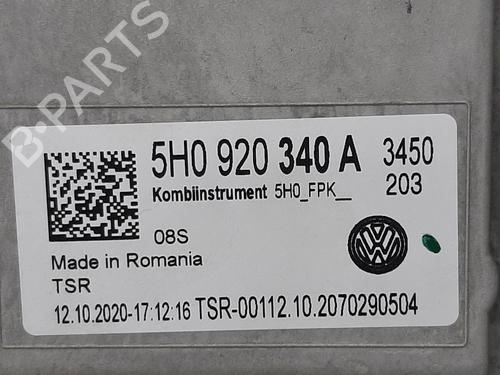 B-PARTS
5H0 920 340 A 3450
Kombiinstrument 5H0_FPK__ 203
08S
Made in Romania
TSR
12.10.2020-17:12:16 TSR-00112.10.2070290504